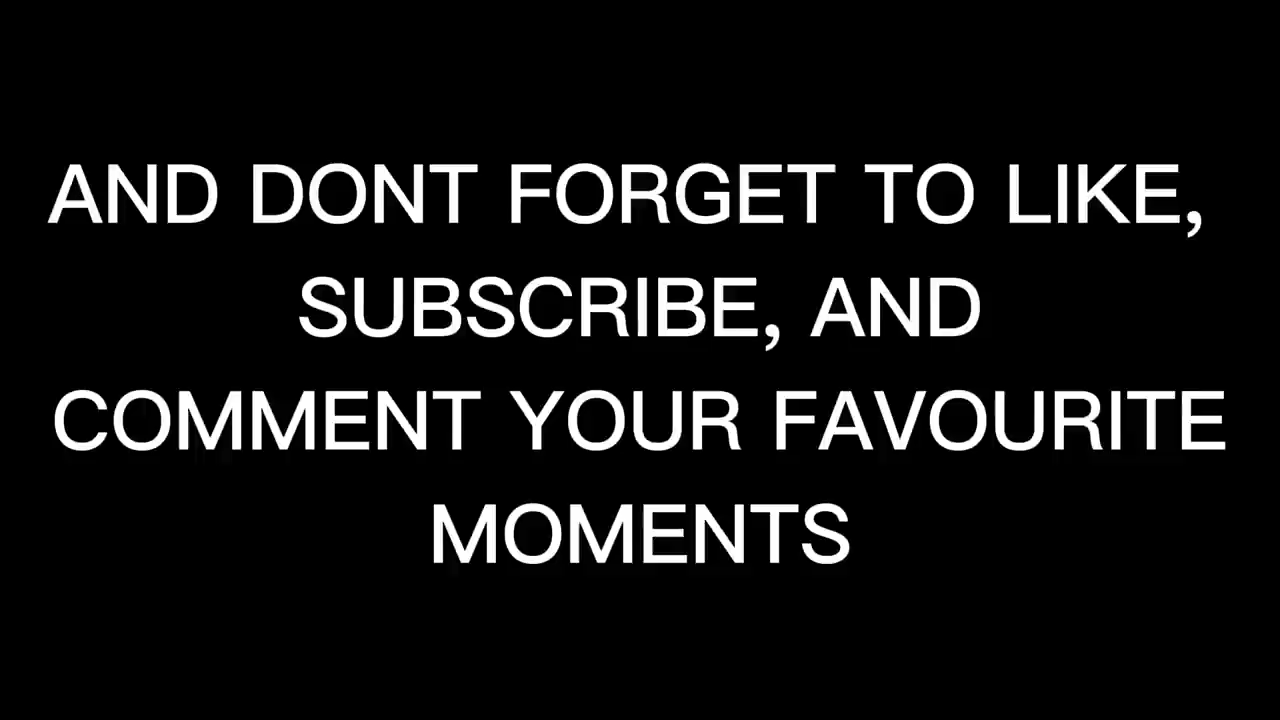 AND DONT FORGET TO LIKE,
SUBSCRIBE, AND
COMMENT YOUR FAVOURITE
MOMENTS